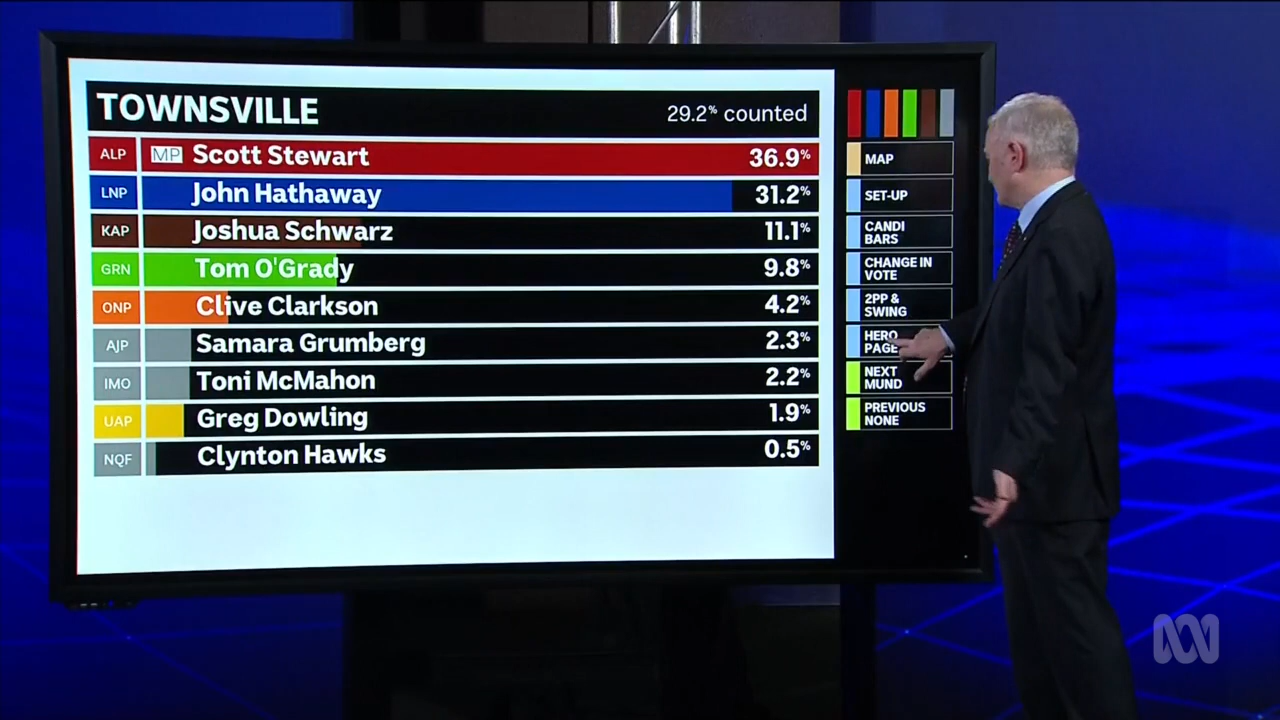 TOWNSVILLE 29.2% counted
ALP MP Scott Stewart 36.9%
LNP John Hathaway 31.2%
KAP Joshua Schwarz 11.1%
GRN Tom O'Grady 9.8%
ONP Clive Clarkson 4.2%
AJP Samara Grumberg 2.3%
IMO Toni McMahon 2.2%
UAP Greg Dowling 1.9%
NQF Clynton Hawks 0.5%
MAP
SET-UP
CANDI
BARS
CHANGE IN
VOTE
2PP &
SWING
HERO
PAGE
NEXT
MUND
PREVIOUS
NONE